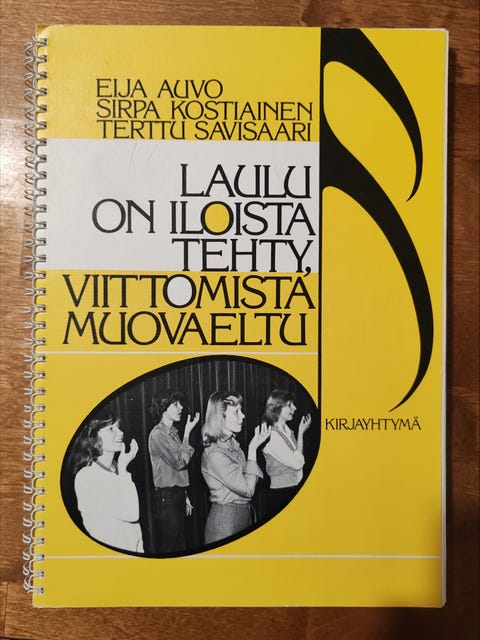 EIJA AUVO
SIRPA KOSTIAINEN
TERTTU SAVISAARI
LAULU
ON ILOISTA
TEHTY,
VIITTOMISTA
MUOVAELTU
KIRJAYHTYMÄ